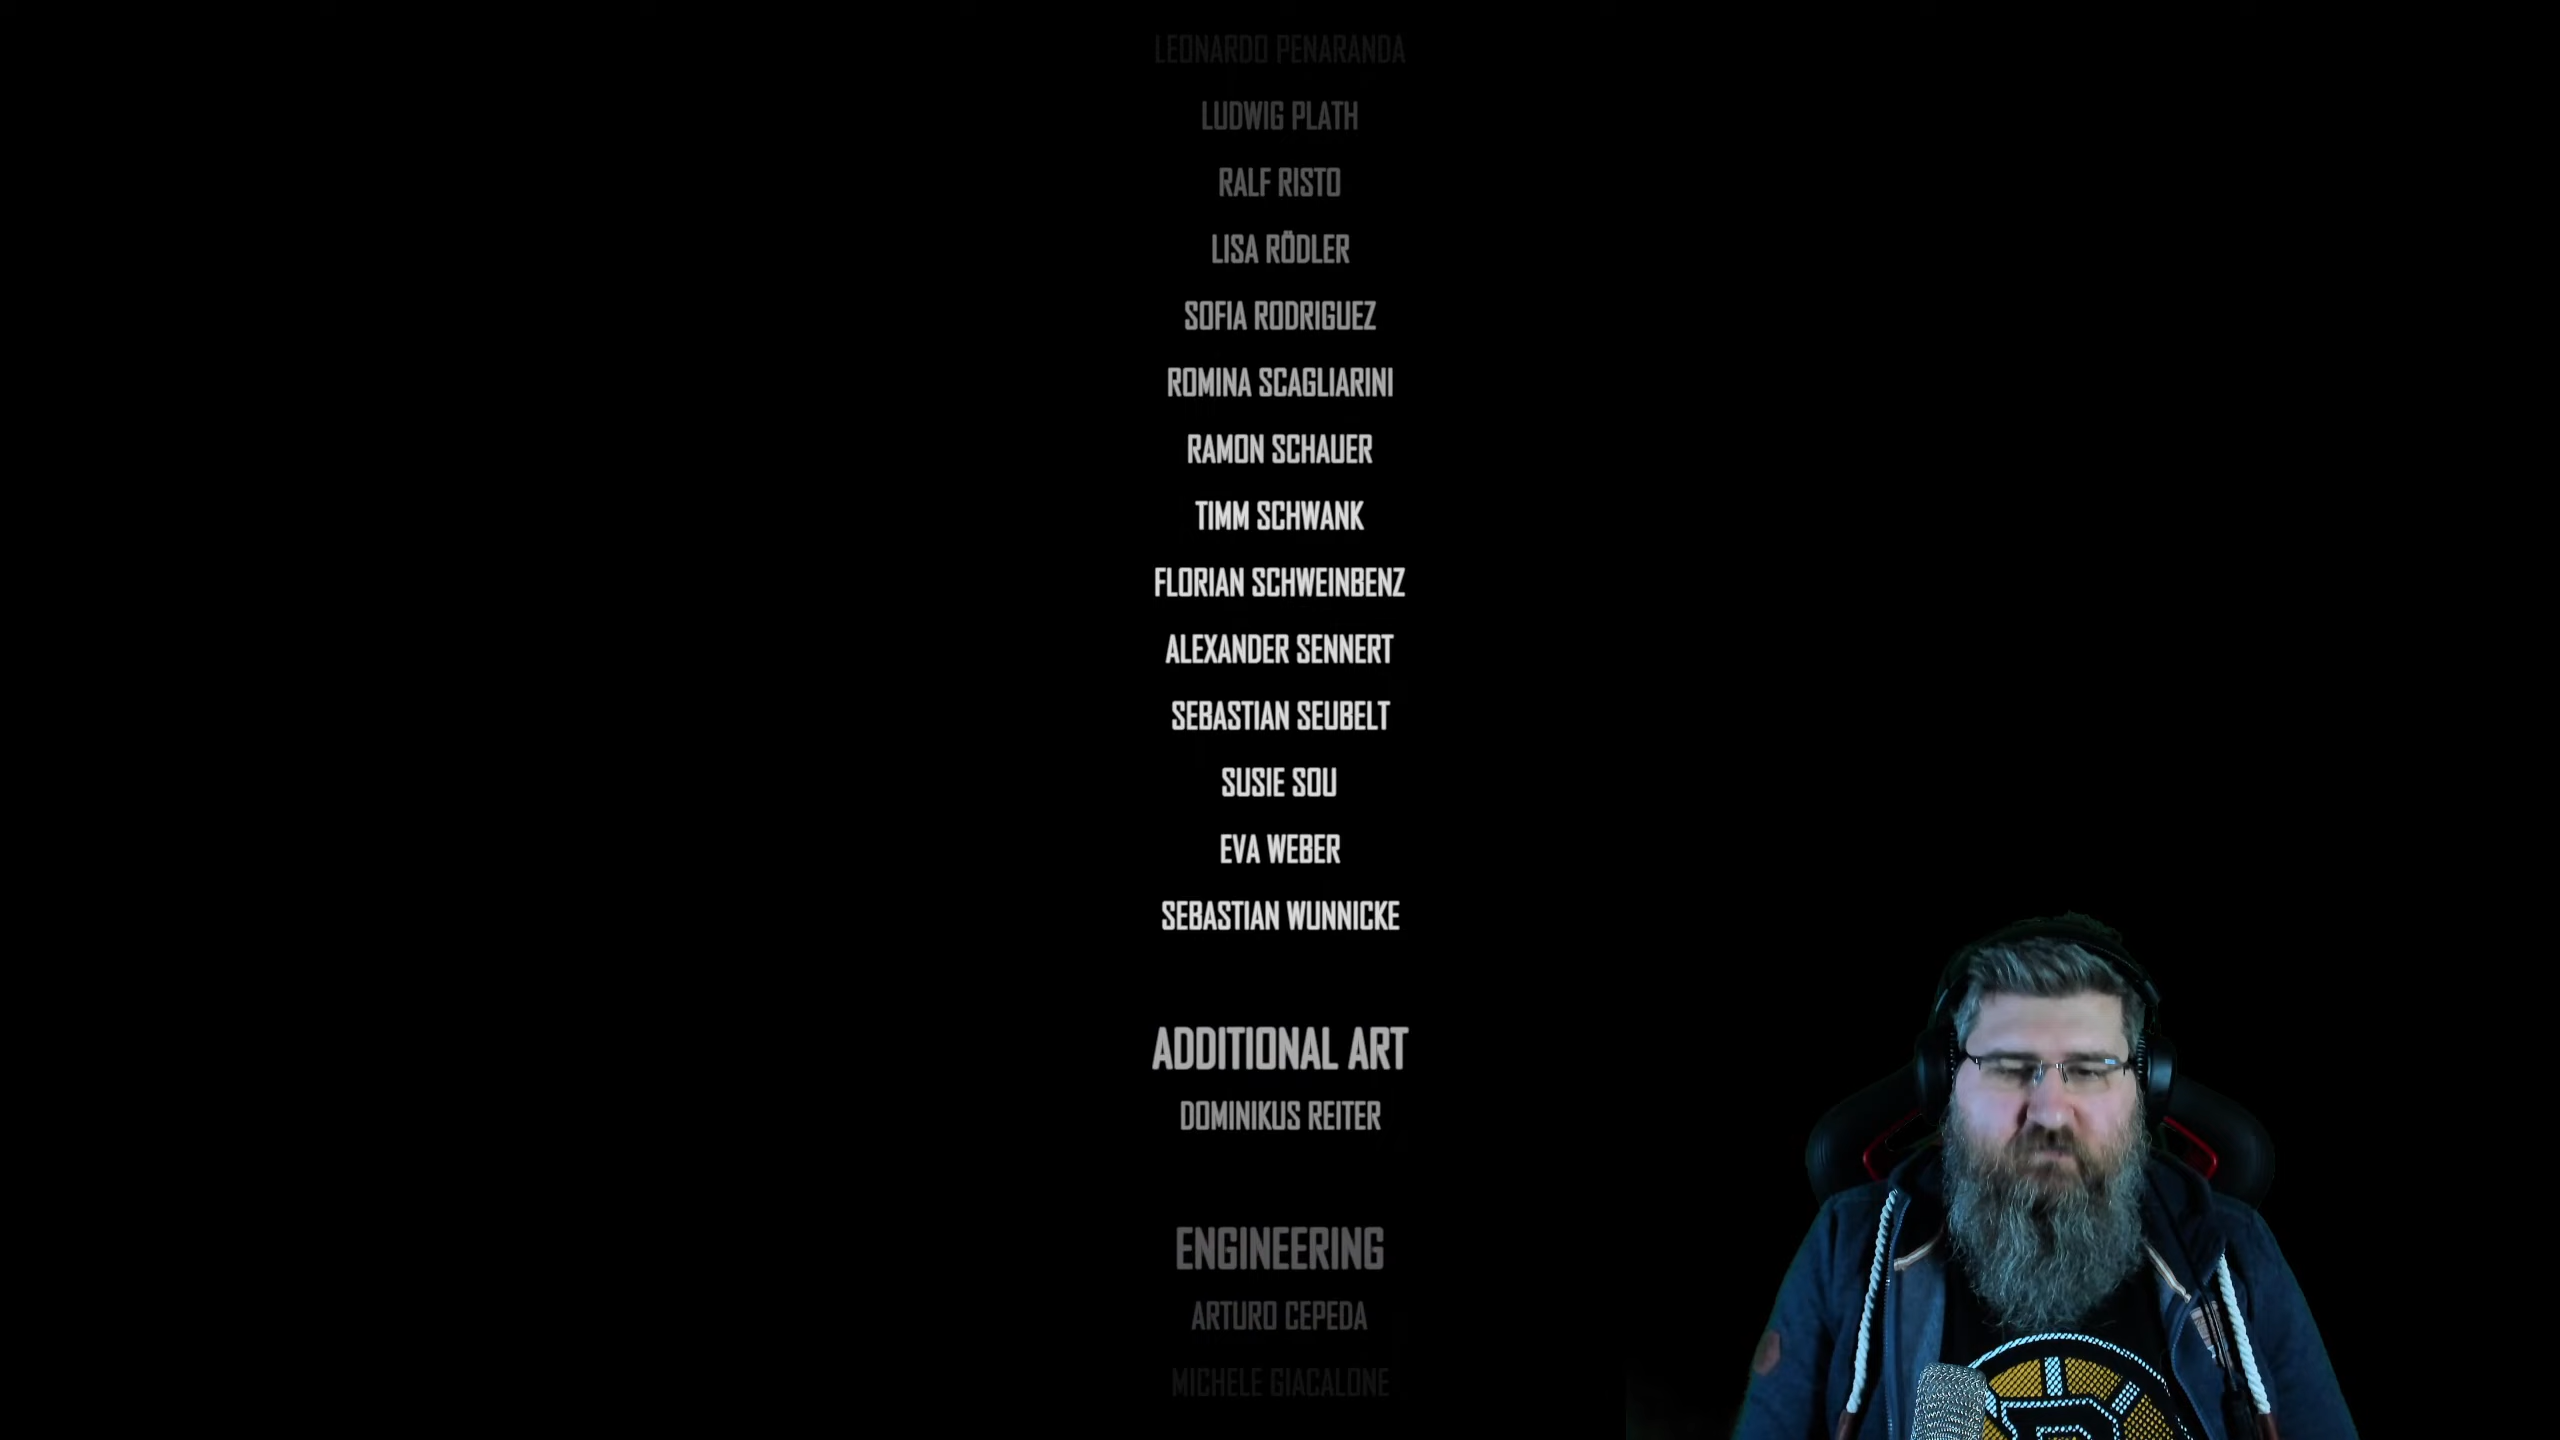 LEONARDO PENARANDA
LUDWIG PLATH
RALF RISTO
LISA RÖDLER
SOFIA RODRIGUEZ
ROMINA SCAGLIARINI
RAMON SCHAUER
TIMM SCHWANK
FLORIAN SCHWEINBENZ
ALEXANDER SENNERT
SEBASTIAN SEUBELT
SUSIE SOU
EVA WEBER
SEBASTIAN WUNNICKE
ADDITIONAL ART
DOMINIKUS REITER
ENGINEERING
ARTURO CEPEDA
MICHELE GIACALONE
B